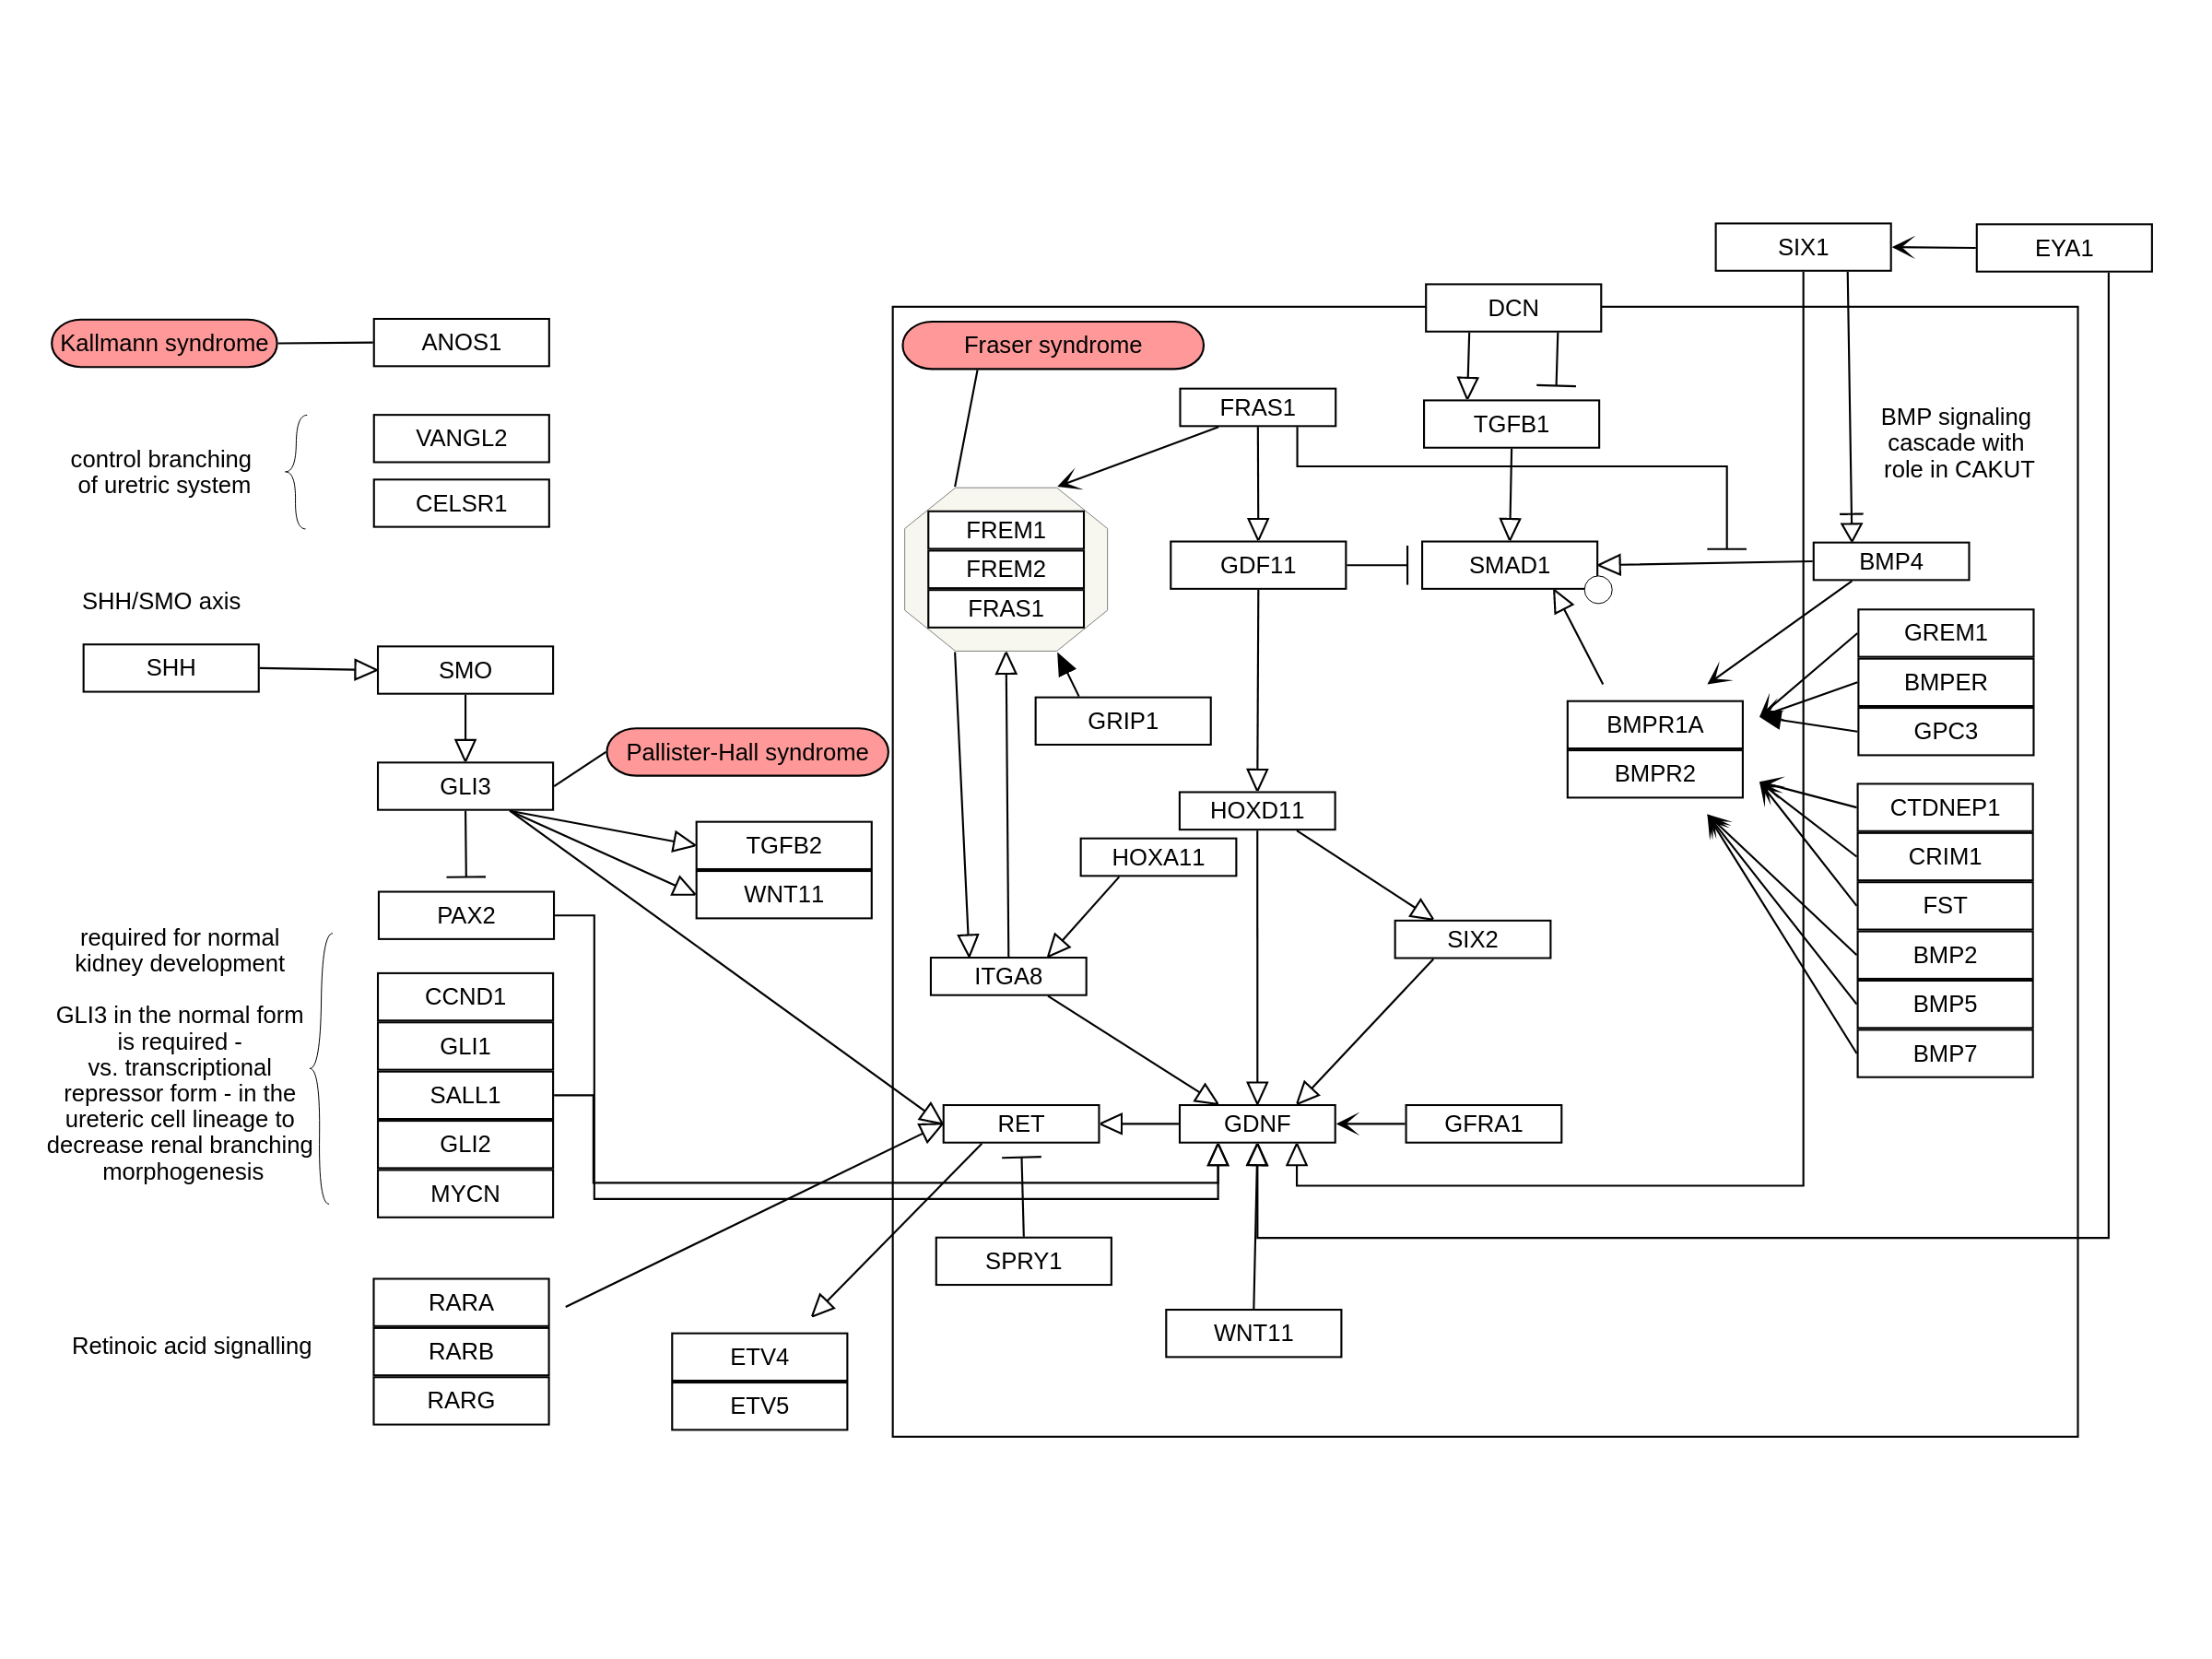 SIX1
EYA1
DCN
Kallmann syndrome
ANOS1
Fraser syndrome
FRAS1
TGFB1
VANGL2
control branching
of uretric system
CELSR1
BMP signaling
cascade with
role in CAKUT
FREM1
FREM2
FRAS1
GDF11
SMAD1
BMP4
SHH/SMO axis
SHH
SMO
GREM1
BMPER
GPC3
GRIP1
BMPR1A
BMPR2
Pallister-Hall syndrome
GLI3
HOXD11
HOXA11
CTDNEP1
CRIM1
FST
BMP2
BMP5
BMP7
TGFB2
WNT11
PAX2
SIX2
ITGA8
required for normal
kidney development
GLI3 in the normal form
is required -
vs. transcriptional
repressor form - in the
ureteric cell lineage to
decrease renal branching
morphogenesis
CCND1
GLI1
SALL1
GLI2
MYCN
RET
GDNF
GFRA1
SPRY1
WNT11
Retinoic acid signalling
RARA
RARB
RARG
ETV4
ETV5